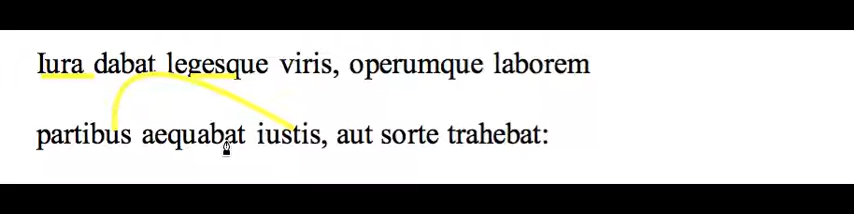 Iura dabat legesque viris, operumque laborem
partibus aequabat iustis, aut sorte trahebat: